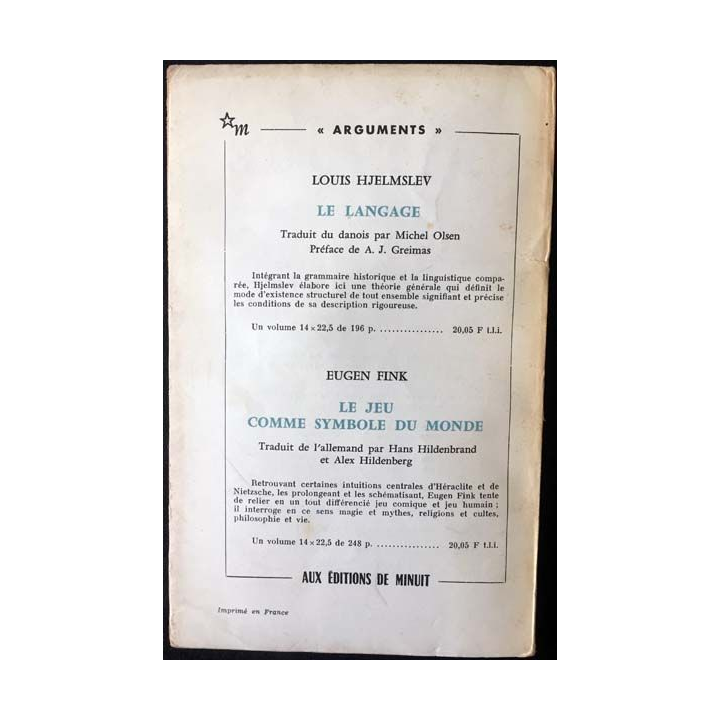 m « ARGUMENTS »
LOUIS HJELMSLEV
LE LANGAGE
Traduit du danois par Michel Olsen
Préface de A. J. Greimas
Intégrant la grammaire historique et la linguistique compa-
rée, Hjelmslev élabore ici une théorie générale qui définit le
mode d'existence structurel de tout ensemble signifiant et précise
les conditions de sa description rigoureuse.
Un volume 14 × 22,5 de 196 p. ................ 20,05 F t.l.i.
EUGEN FINK
LE JEU
COMME SYMBOLE DU MONDE
Traduit de l'allemand par Hans Hildenbrand
et Alex Hildenberg
Retrouvant certaines intuitions centrales d'Héraclite et de
Nietzsche, les prolongeant et les schématisant, Eugen Fink tente
de relier en un tout différencié jeu comique et jeu humain ;
il interroge en ce sens magie et mythes, religions et cultes,
philosophie et vie.
Un volume 14 × 22,5 de 248 p. ................ 20,05 F t.l.i.
AUX ÉDITIONS DE MINUIT
Imprimé en France